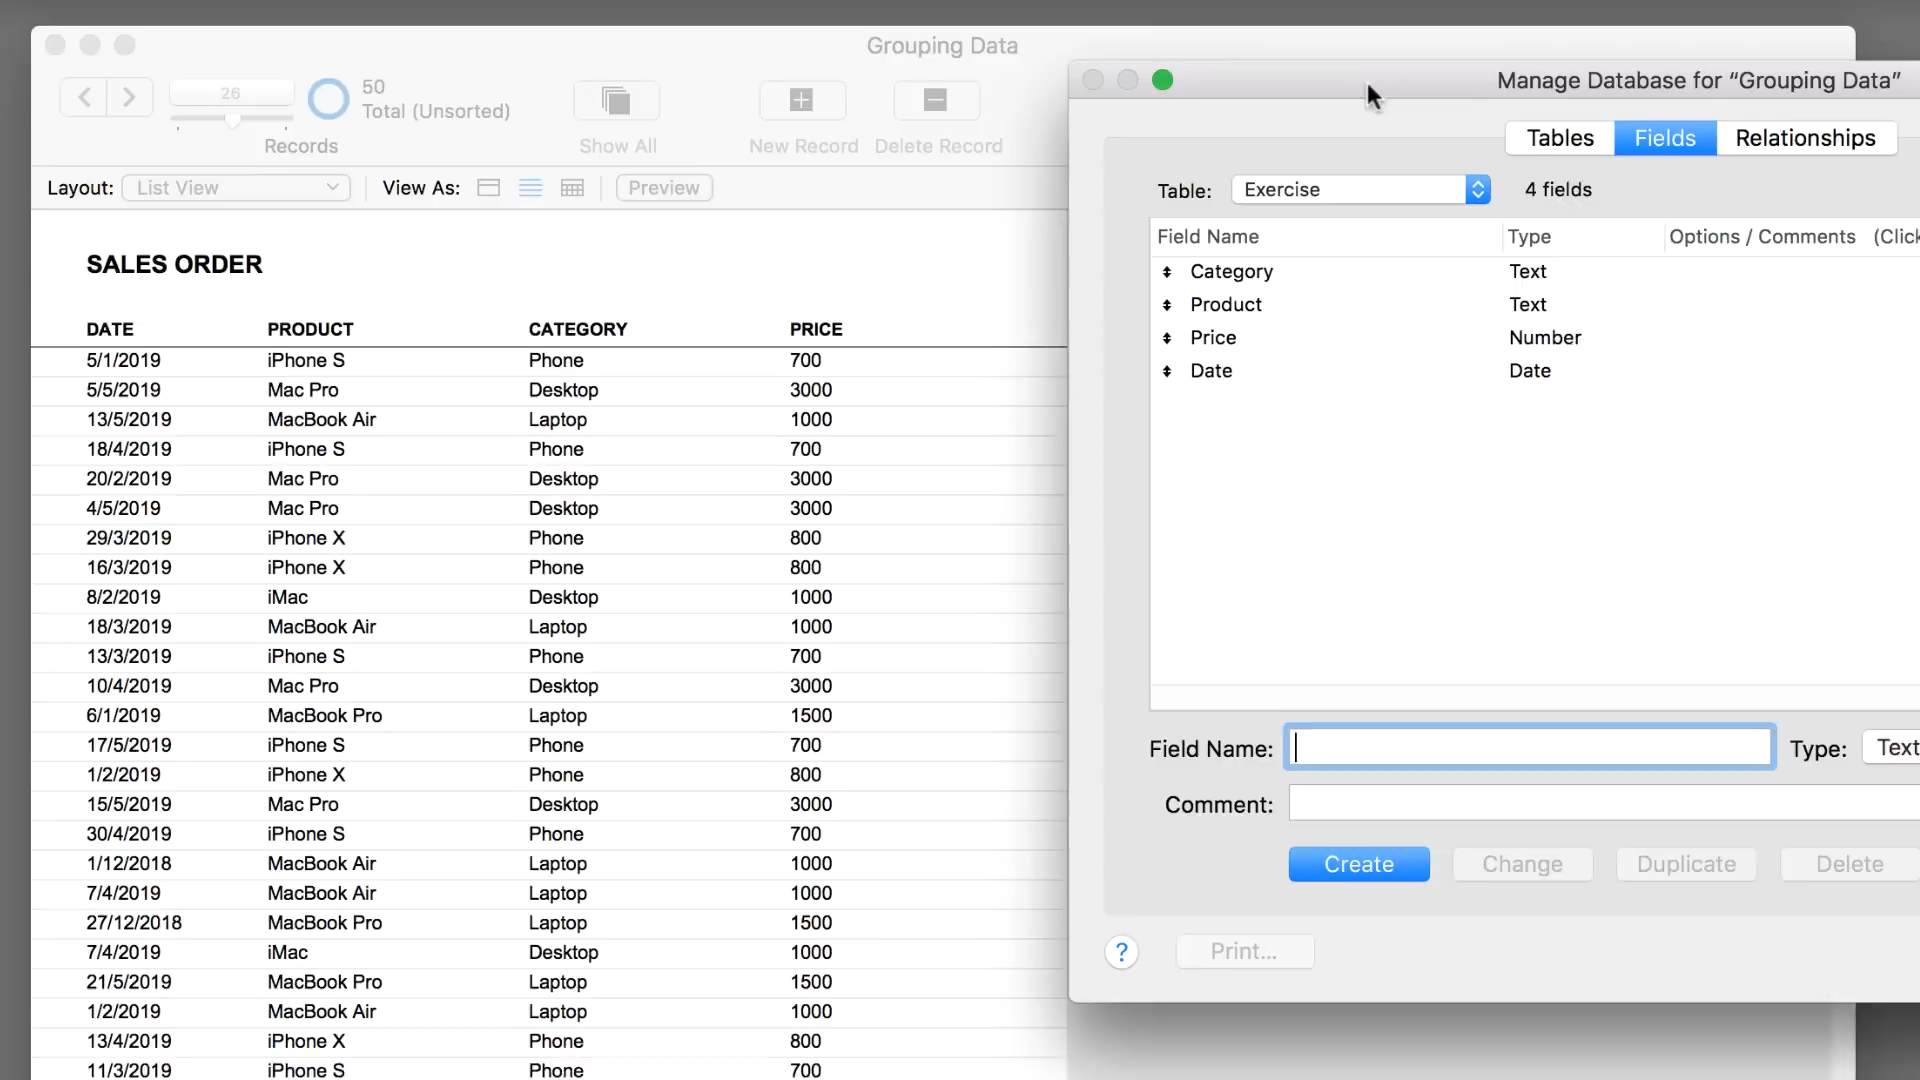 Grouping Data
26
50
Total (Unsorted)
Records
Show All
New Record
Delete Record
Layout: List View
View As:
Preview
SALES ORDER
DATE PRODUCT CATEGORY PRICE
5/1/2019 iPhone S Phone 700
5/5/2019 Mac Pro Desktop 3000
13/5/2019 MacBook Air Laptop 1000
18/4/2019 iPhone S Phone 700
20/2/2019 Mac Pro Desktop 3000
4/5/2019 Mac Pro Desktop 3000
29/3/2019 iPhone X Phone 800
16/3/2019 iPhone X Phone 800
8/2/2019 iMac Desktop 1000
18/3/2019 MacBook Air Laptop 1000
13/3/2019 iPhone S Phone 700
10/4/2019 Mac Pro Desktop 3000
6/1/2019 MacBook Pro Laptop 1500
17/5/2019 iPhone S Phone 700
1/2/2019 iPhone X Phone 800
15/5/2019 Mac Pro Desktop 3000
30/4/2019 iPhone S Phone 700
1/12/2018 MacBook Air Laptop 1000
7/4/2019 MacBook Air Laptop 1000
27/12/2018 MacBook Pro Laptop 1500
7/4/2019 iMac Desktop 1000
21/5/2019 MacBook Pro Laptop 1500
1/2/2019 MacBook Air Laptop 1000
13/4/2019 iPhone X Phone 800
11/3/2019 iPhone S Phone 700
Manage Database for “Grouping Data”
Tables Fields Relationships
Table: Exercise 4 fields
Field Name Type Options / Comments (Click
Category Text
Product Text
Price Number
Date Date
Field Name: Type: Text
Comment:
Create Change Duplicate Delete
? Print...